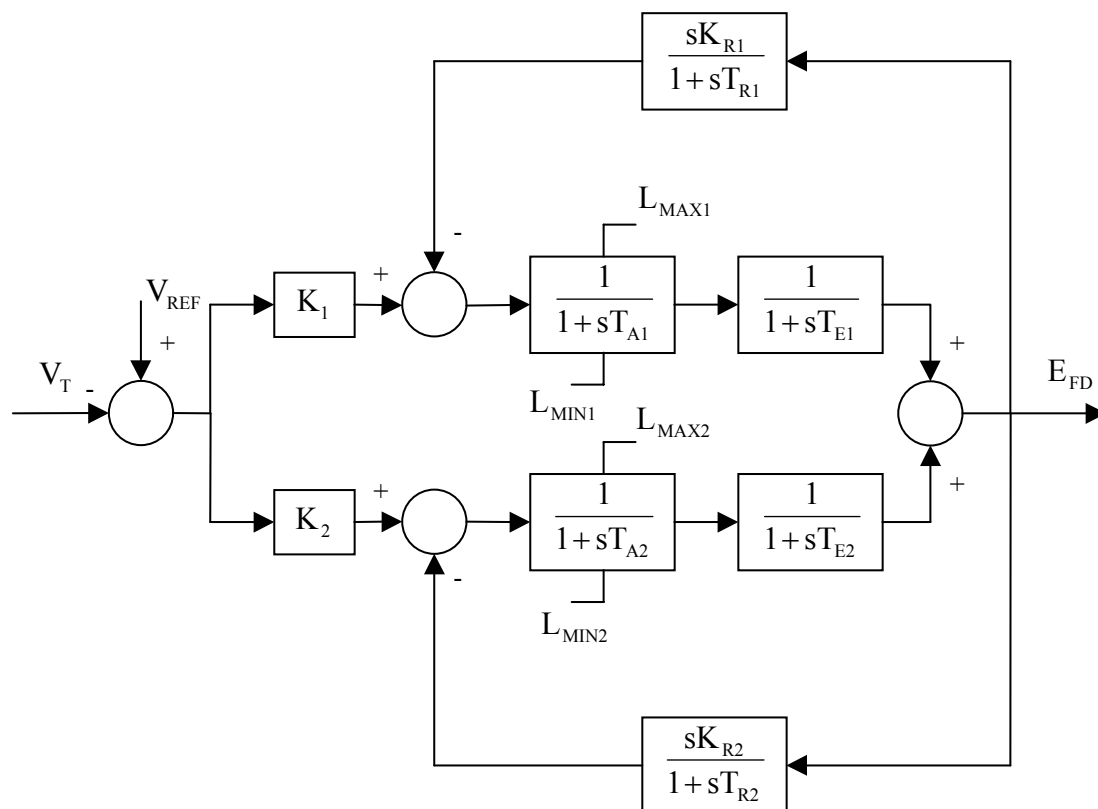 sK_R1
1 + sT_R1
L_MAX1
-
V_REF
+
K_1
+
1
1 + sT_A1
1
1 + sT_E1
+
V_T
-
E_FD
L_MIN1
L_MAX2
K_2
+
-
1
1 + sT_A2
1
1 + sT_E2
+
L_MIN2
sK_R2
1 + sT_R2